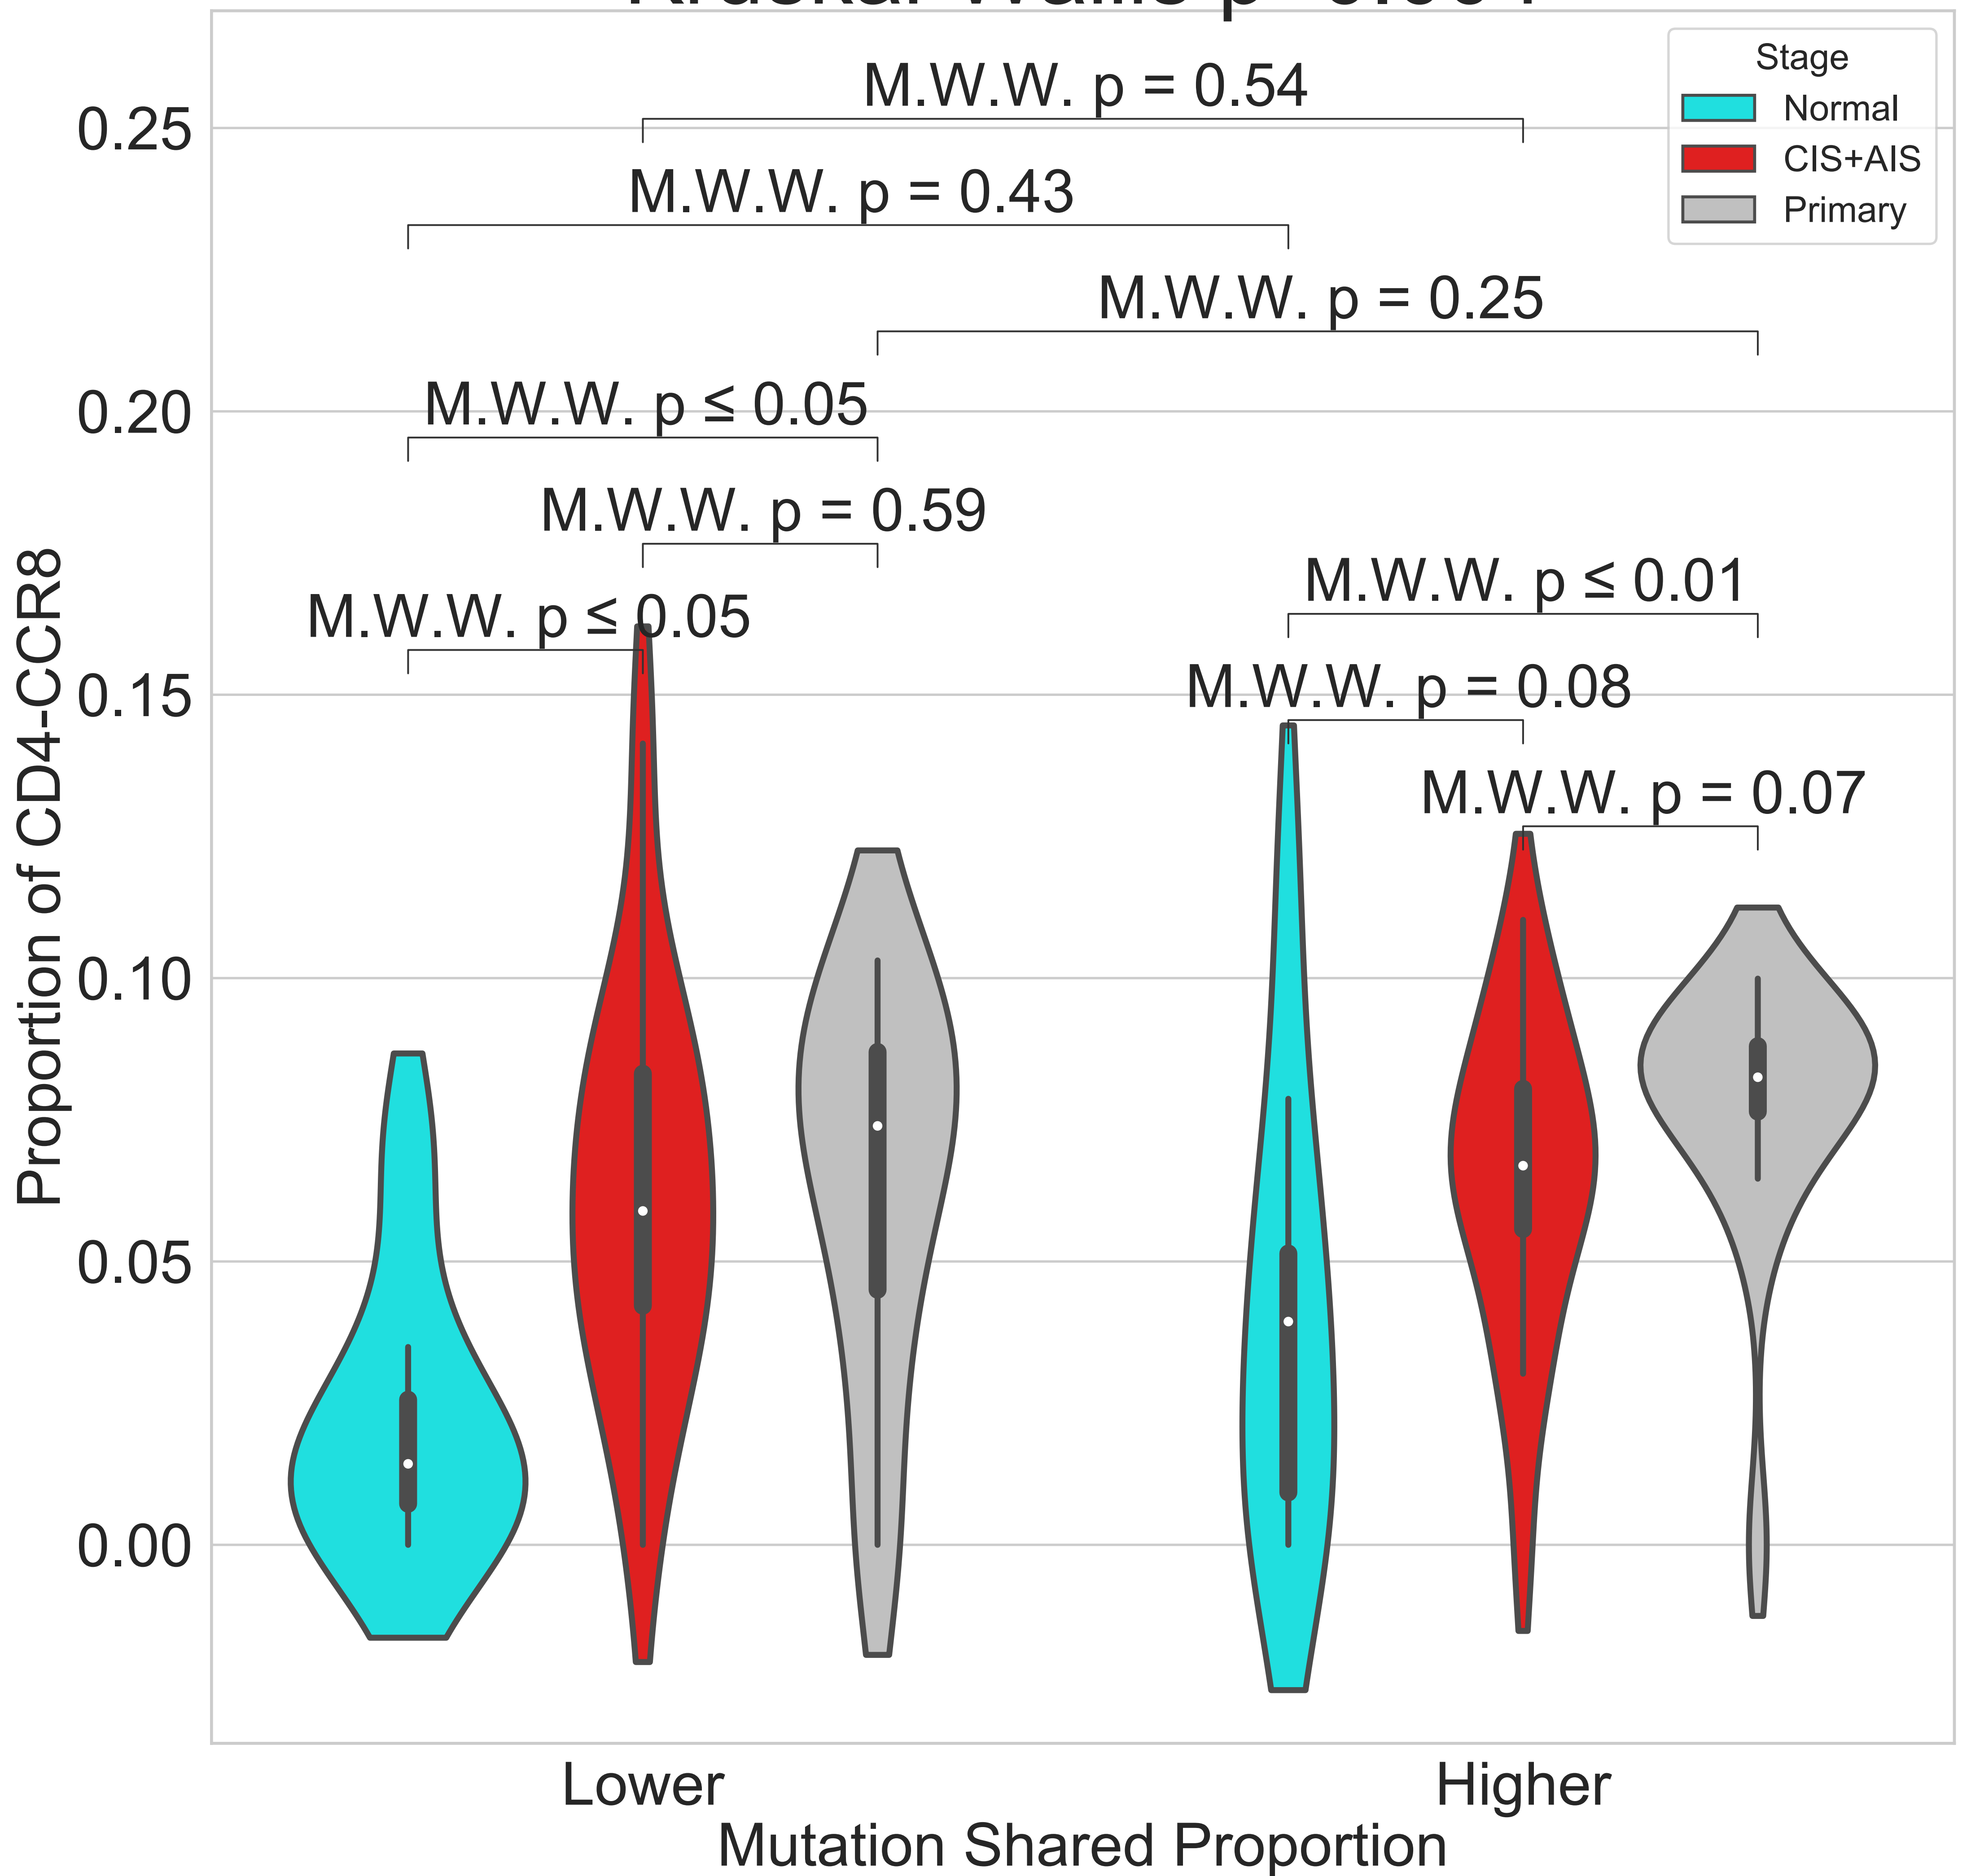 Stage
Normal
CIS+AIS
Primary
M.W.W. p = 0.54
M.W.W. p = 0.43
M.W.W. p = 0.25
M.W.W. p ≤ 0.05
M.W.W. p = 0.59
M.W.W. p ≤ 0.05
M.W.W. p ≤ 0.01
M.W.W. p = 0.08
M.W.W. p = 0.07
Proportion of CD4-CCR8
0.25
0.20
0.15
0.10
0.05
0.00
Lower
Higher
Mutation Shared Proportion